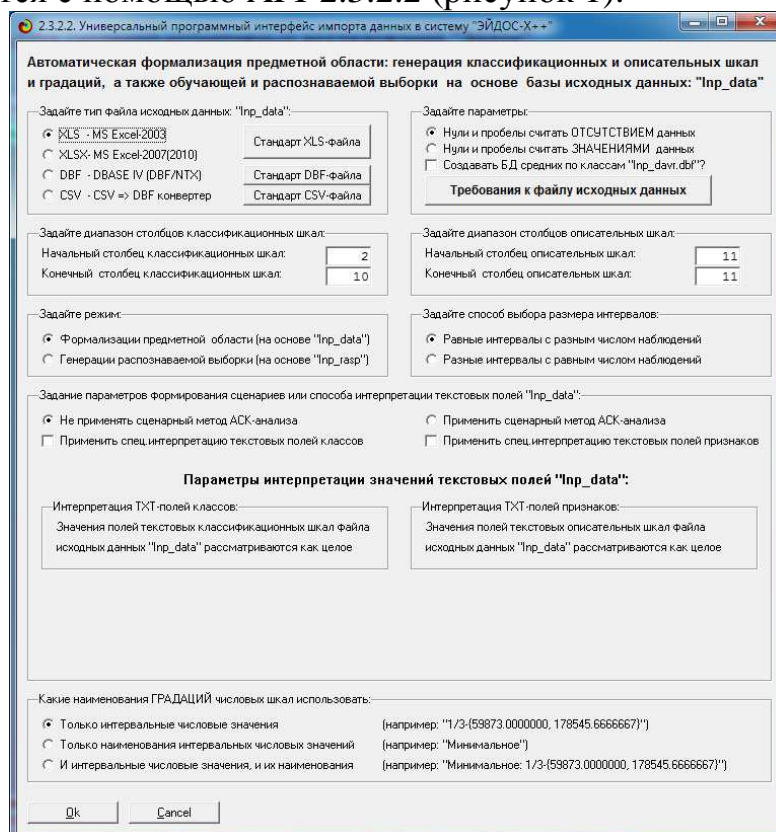 тся с помощью API 2.3.2.2 (рисунок 1).
2.3.2.2. Универсальный программный интерфейс импорта данных в систему "ЭЙДОС-X++"
Автоматическая формализация предметной области: генерация классификационных и описательных шкал
и градаций, а также обучающей и распознаваемой выборки на основе базы исходных данных: "Inp_data"
Задайте тип файла исходных данных: "Inp_data":
XLS - MS Excel-2003
XLSX- MS Excel-2007(2010)
DBF - DBASE IV (DBF/NTX)
CSV - CSV => DBF конвертер
Стандарт XLS-файла
Стандарт DBF-файла
Стандарт CSV-файла
Задайте параметры:
Нули и пробелы считать ОТСУТСТВИЕМ данных
Нули и пробелы считать ЗНАЧЕНИЯМИ данных
Создавать БД средних по классам "Inp_davr.dbf"?
Требования к файлу исходных данных
Задайте диапазон столбцов классификационных шкал:
Начальный столбец классификационных шкал: 2
Конечный столбец классификационных шкал: 10
Задайте диапазон столбцов описательных шкал:
Начальный столбец описательных шкал: 11
Конечный столбец описательных шкал: 11
Задайте режим:
Формализации предметной области (на основе "Inp_data")
Генерации распознаваемой выборки (на основе "Inp_rasp")
Задайте способ выбора размера интервалов:
Равные интервалы с разным числом наблюдений
Разные интервалы с равным числом наблюдений
Задание параметров формирования сценариев или способа интерпретации текстовых полей "Inp_data":
Не применять сценарный метод АСК-анализа
Применить спец.интерпретацию текстовых полей классов
Применить сценарный метод АСК-анализа
Применить спец.интерпретацию текстовых полей признаков
Параметры интерпретации значений текстовых полей "Inp_data":
Интерпретация TXT-полей классов:
Значения полей текстовых классификационных шкал файла
исходных данных "Inp_data" рассматриваются как целое
Интерпретация TXT-полей признаков:
Значения полей текстовых описательных шкал файла
исходных данных "Inp_data" рассматриваются как целое
Какие наименования ГРАДАЦИЙ числовых шкал использовать:
Только интервальные числовые значения (например: "1/3-{59873.0000000, 178545.6666667}")
Только наименования интервальных числовых значений (например: "Минимальное")
И интервальные числовые значения, и их наименования (например: "Минимальное: 1/3-{59873.0000000, 178545.6666667}")
Ok
Cancel